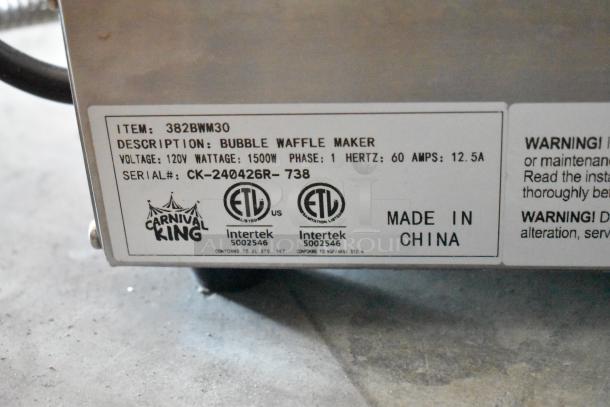 ITEM: 382BWM30
DESCRIPTION: BUBBLE WAFFLE MAKER
VOLTAGE: 120V WATTAGE: 1500W PHASE: 1 HERTZ: 60 AMPS: 12.5A
SERIAL#: CK-240426R- 738
CARNIVAL
KING
ETL
LISTED
US
Intertek
5002546
ETL
Intertek
5002546
MADE IN
CHINA
WARNING!
or maintenan
Read the insta
thoroughly be
WARNING! D
alteration, serv